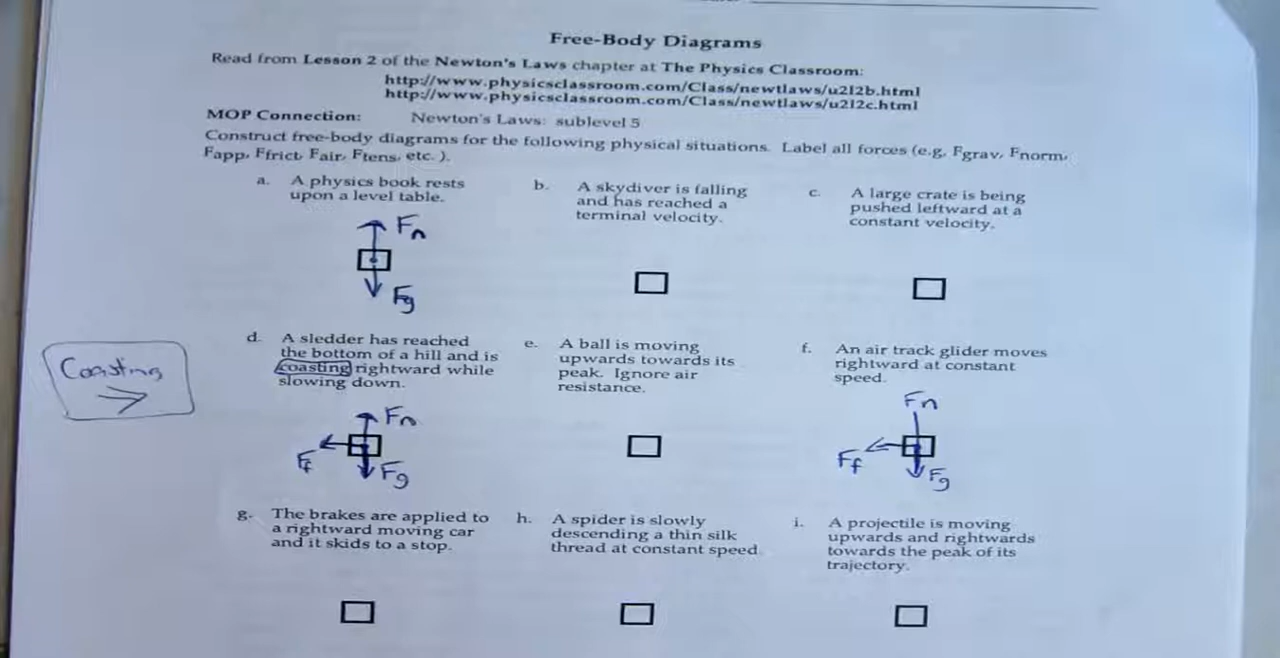 Free-Body Diagrams
Read from Lesson 2 of the Newton's Laws chapter at The Physics Classroom:
http://www.physicsclassroom.com/Class/newtlaws/u2l2b.html
http://www.physicsclassroom.com/Class/newtlaws/u2l2c.html
MOP Connection: Newton's Laws: sublevel 5
Construct free-body diagrams for the following physical situations. Label all forces (e.g, Fgrav, Fnorm,
Fapp, Ffrict, Fair, Ftens, etc. ).
a. A physics book rests
upon a level table.
Fn
Fg
b. A skydiver is falling
and has reached a
terminal velocity.
c. A large crate is being
pushed leftward at a
constant velocity.
Coasting
d. A sledder has reached
the bottom of a hill and is
coasting rightward while
slowing down.
Fn
Ff
Fg
e. A ball is moving
upwards towards its
peak. Ignore air
resistance.
f. An air track glider moves
rightward at constant
speed.
Fn
Ff
Fg
g. The brakes are applied to
a rightward moving car
and it skids to a stop.
h. A spider is slowly
descending a thin silk
thread at constant speed.
i. A projectile is moving
upwards and rightwards
towards the peak of its
trajectory.